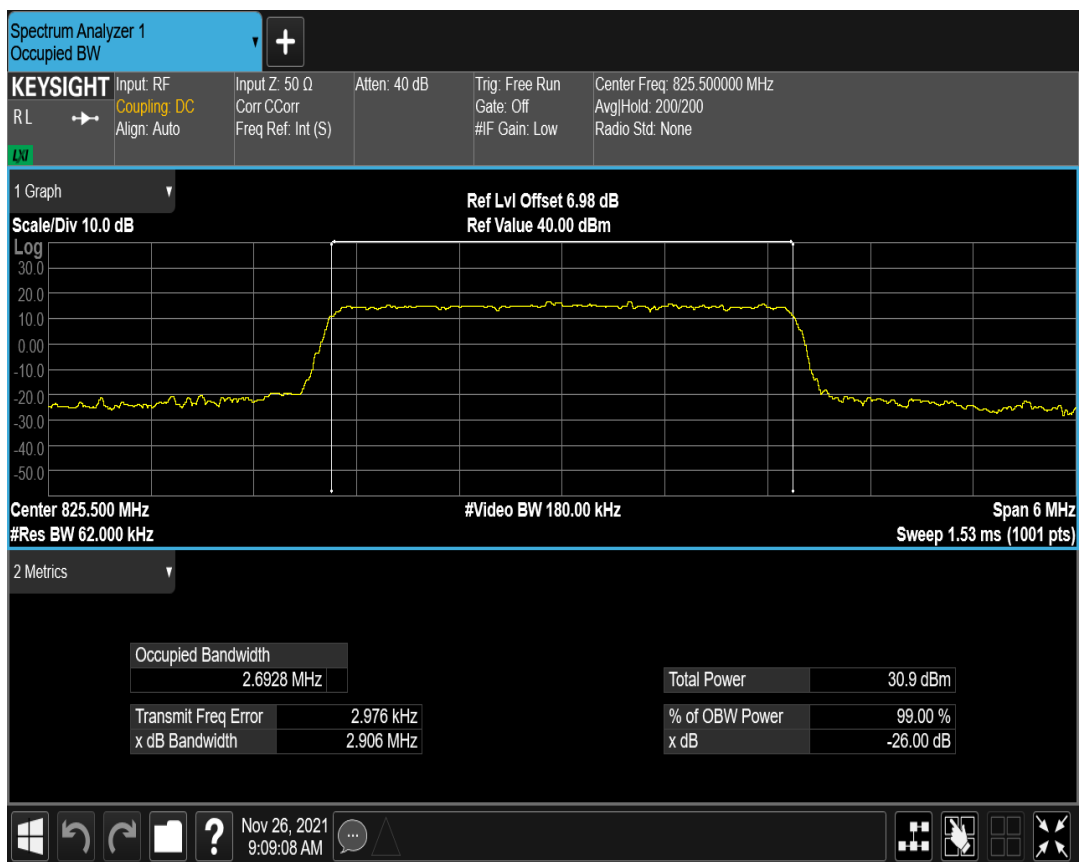 Spectrum Analyzer 1
Occupied BW
+
KEYSIGHT
RL
LXI
Input: RF
Coupling: DC
Align: Auto
Input Z: 50 Ω
Corr CCorr
Freq Ref: Int (S)
Atten: 40 dB
Trig: Free Run
Gate: Off
#IF Gain: Low
Center Freq: 825.500000 MHz
Avg|Hold: 200/200
Radio Std: None
1 Graph
Scale/Div 10.0 dB
Ref Lvl Offset 6.98 dB
Ref Value 40.00 dBm
Log
30.0
20.0
10.0
0.00
-10.0
-20.0
-30.0
-40.0
-50.0
Center 825.500 MHz
#Video BW 180.00 kHz
Span 6 MHz
#Res BW 62.000 kHz
Sweep 1.53 ms (1001 pts)
2 Metrics
Occupied Bandwidth
2.6928 MHz
Total Power 30.9 dBm
Transmit Freq Error 2.976 kHz
% of OBW Power 99.00 %
x dB Bandwidth 2.906 MHz
x dB -26.00 dB
?
Nov 26, 2021
9:09:08 AM